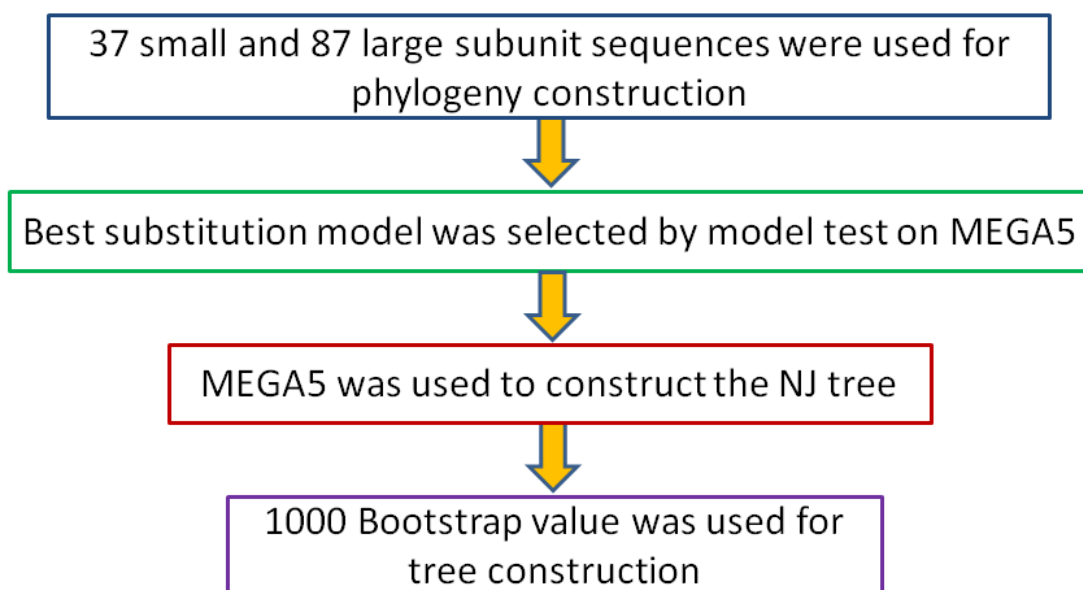 37 small and 87 large subunit sequences were used for
phylogeny construction
Best substitution model was selected by model test on MEGA5
MEGA5 was used to construct the NJ tree
1000 Bootstrap value was used for
tree construction